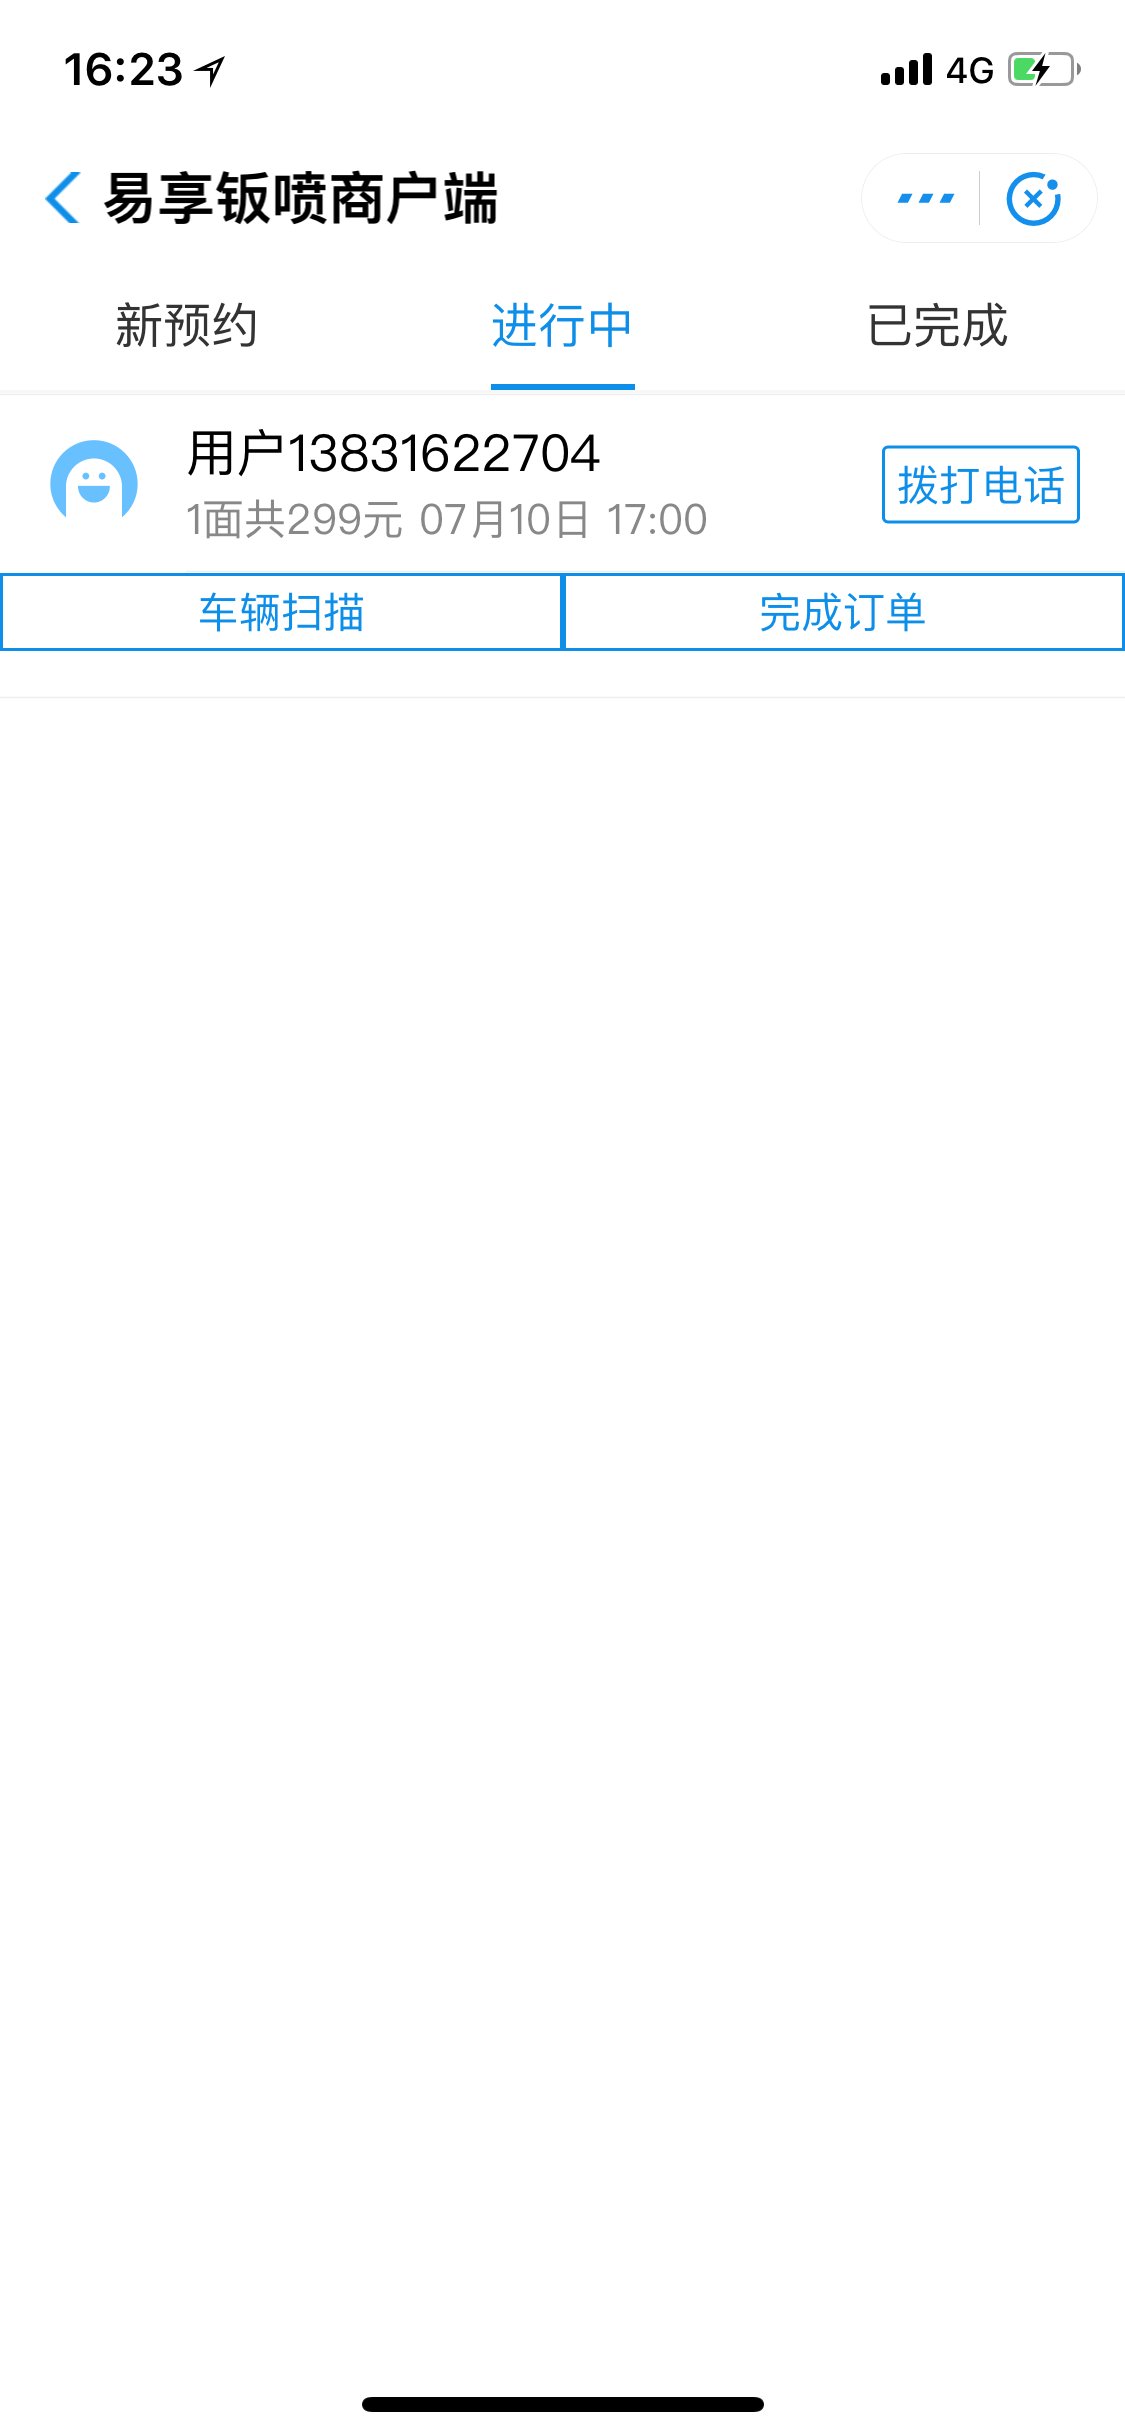 16:23
4G
易享钣喷商户端
新预约 进行中 已完成
用户13831622704
1面共299元 07月10日 17:00
拨打电话
车辆扫描 完成订单